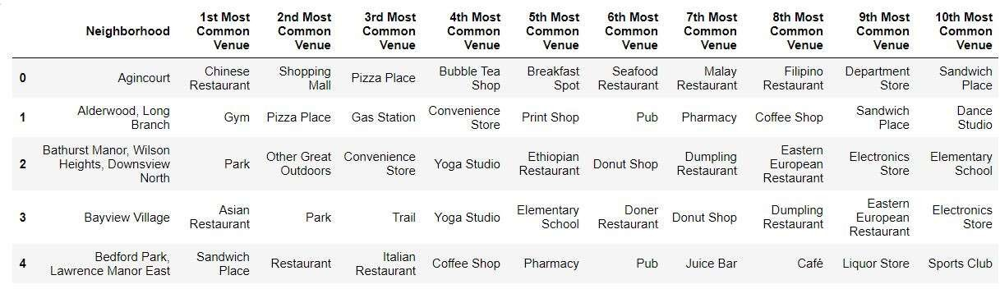 Neighborhood 1st Most Common Venue 2nd Most Common Venue 3rd Most Common Venue 4th Most Common Venue 5th Most Common Venue 6th Most Common Venue 7th Most Common Venue 8th Most Common Venue 9th Most Common Venue 10th Most Common Venue
0 Agincourt Chinese Restaurant Shopping Mall Pizza Place Bubble Tea Shop Breakfast Spot Seafood Restaurant Malay Restaurant Filipino Restaurant Department Store Sandwich Place
1 Alderwood, Long Branch Gym Pizza Place Gas Station Convenience Store Print Shop Pub Pharmacy Coffee Shop Sandwich Place Dance Studio
2 Bathurst Manor, Wilson Heights, Downsview North Park Other Great Outdoors Convenience Store Yoga Studio Ethiopian Restaurant Donut Shop Dumpling Restaurant Eastern European Restaurant Electronics Store Elementary School
3 Bayview Village Asian Restaurant Park Trail Yoga Studio Elementary School Doner Restaurant Donut Shop Dumpling Restaurant Eastern European Restaurant Electronics Store
4 Bedford Park, Lawrence Manor East Sandwich Place Restaurant Italian Restaurant Coffee Shop Pharmacy Pub Juice Bar Café Liquor Store Sports Club